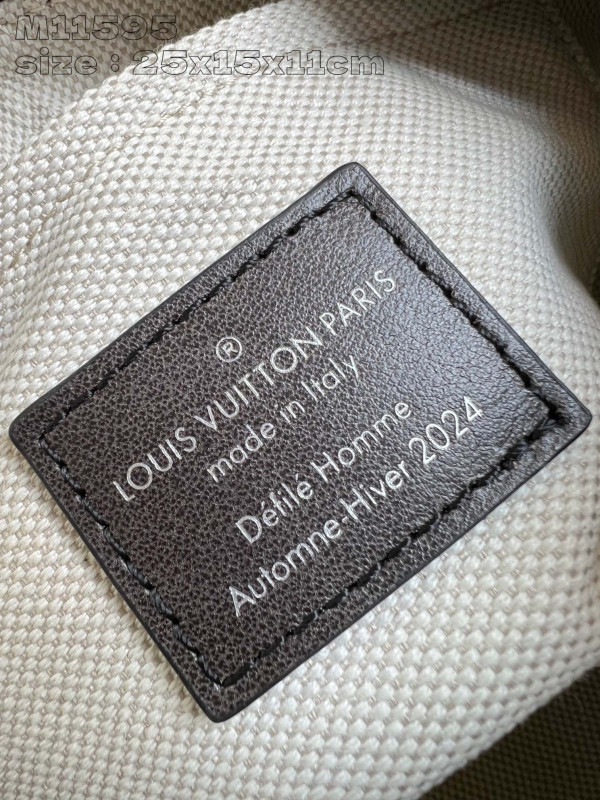 M11595
size : 25x15x11cm
®
LOUIS VUITTON PARIS
made in Italy
Défilé Homme
Automne-Hiver 2024